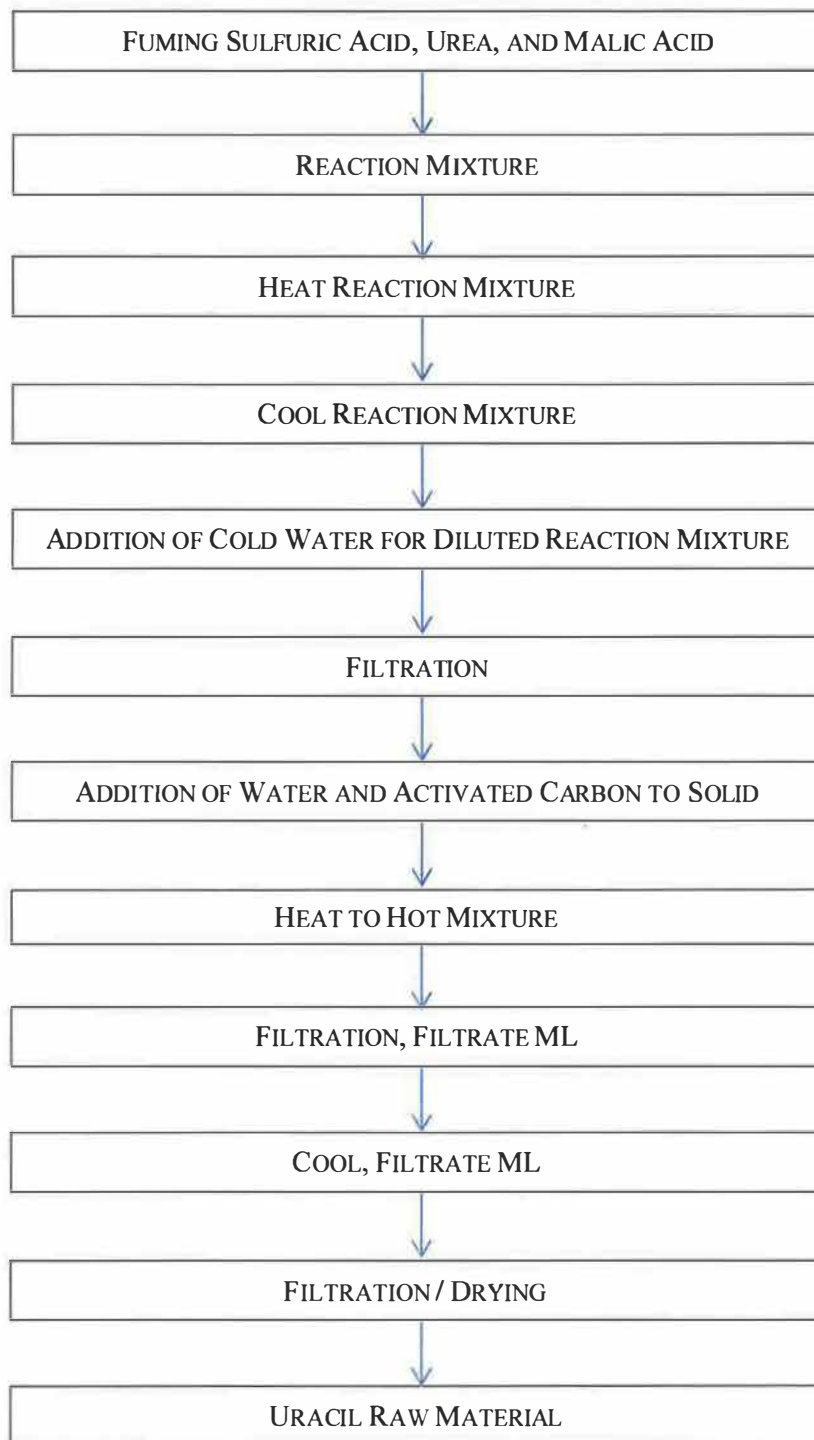 FUMING SULFURIC ACID, UREA, AND MALIC ACID
REACTION MIXTURE
HEAT REACTION MIXTURE
COOL REACTION MIXTURE
ADDITION OF COLD WATER FOR DILUTED REACTION MIXTURE
FILTRATION
ADDITION OF WATER AND ACTIVATED CARBON TO SOLID
HEAT TO HOT MIXTURE
FILTRATION, FILTRATE ML
COOL, FILTRATE ML
FILTRATION / DRYING
URACIL RAW MATERIAL